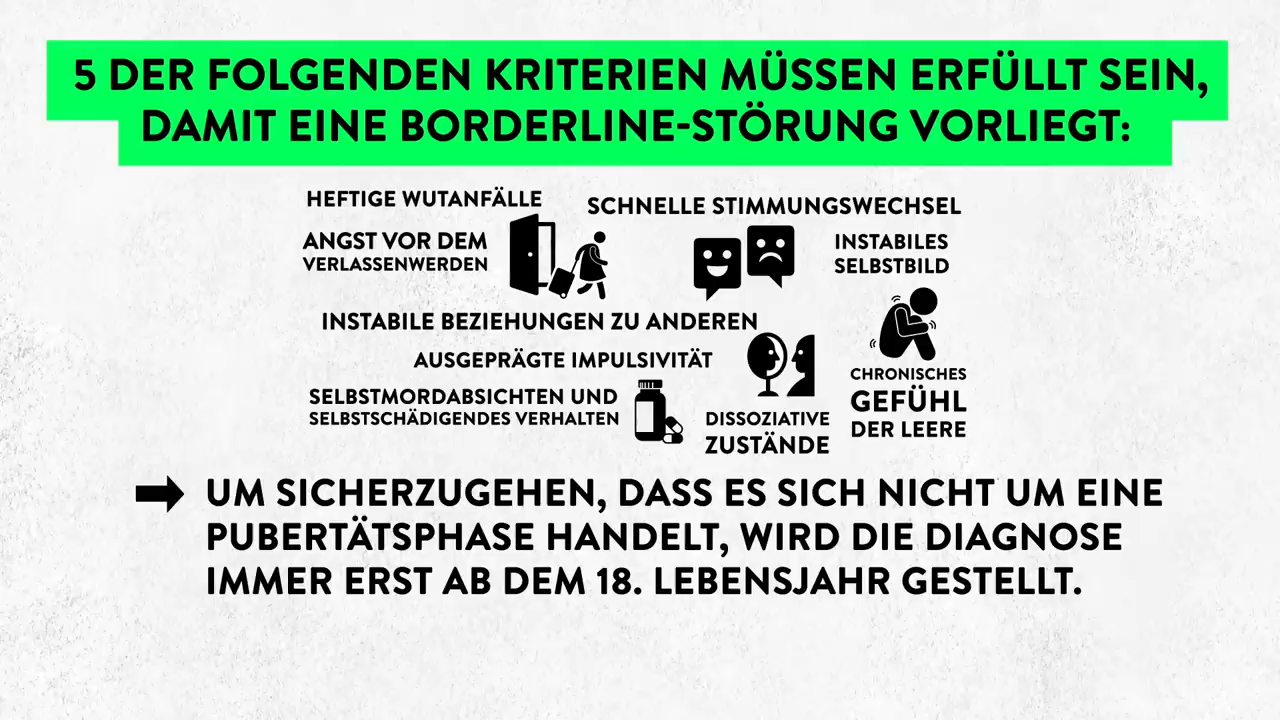 5 DER FOLGENDEN KRITERIEN MÜSSEN ERFÜLLT SEIN,
DAMIT EINE BORDERLINE-STÖRUNG VORLIEGT:
HEFTIGE WUTANFÄLLE
SCHNELLE STIMMUNGSWECHSEL
ANGST VOR DEM
VERLASSENWERDEN
INSTABILES
SELBSTBILD
INSTABILE BEZIEHUNGEN ZU ANDEREN
AUSGEPRÄGTE IMPULSIVITÄT
SELBSTMORDABSICHTEN UND
SELBSTSCHÄDIGENDES VERHALTEN
DISSOZIATIVE
ZUSTÄNDE
CHRONISCHES
GEFÜHL
DER LEERE
UM SICHERZUGEHEN, DASS ES SICH NICHT UM EINE
PUBERTÄTSPHASE HANDELT, WIRD DIE DIAGNOSE
IMMER ERST AB DEM 18. LEBENSJAHR GESTELLT.